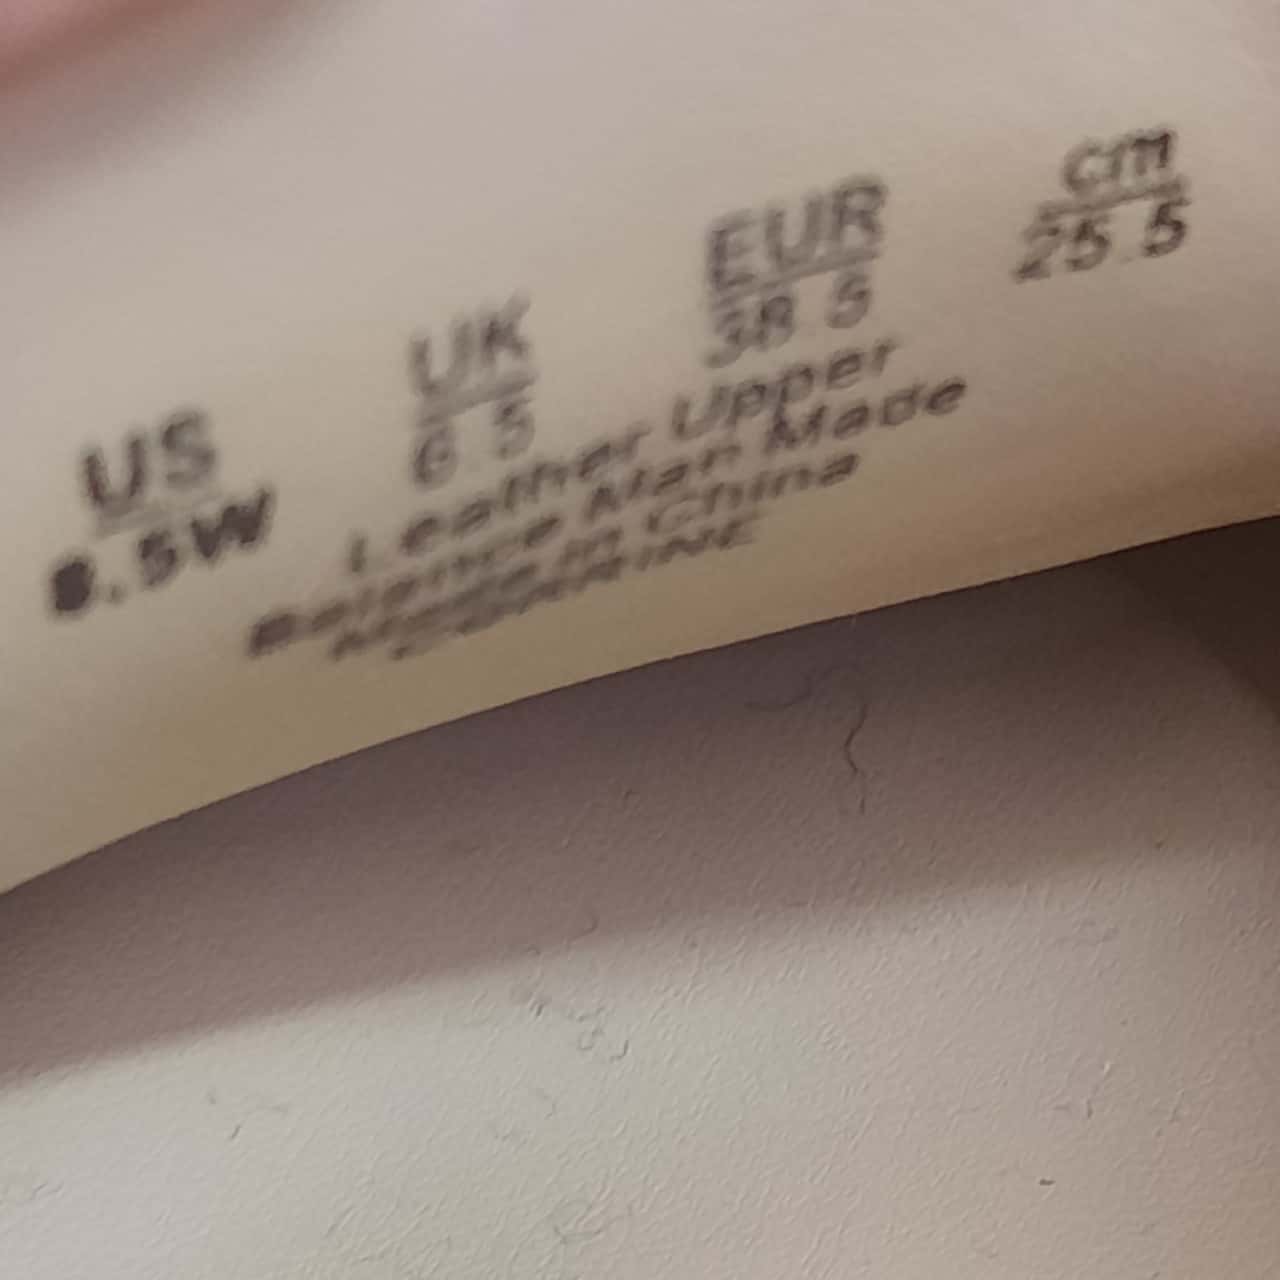 US UK EUR cm
8.5W 6.5 38.5 25.5
Leather Upper
Balance Man Made
Made in China